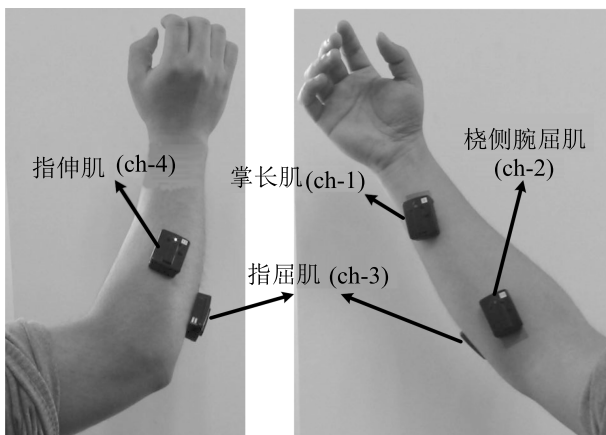 指伸肌 (ch-4)
掌长肌 (ch-1)
桡侧腕屈肌
(ch-2)
指屈肌 (ch-3)